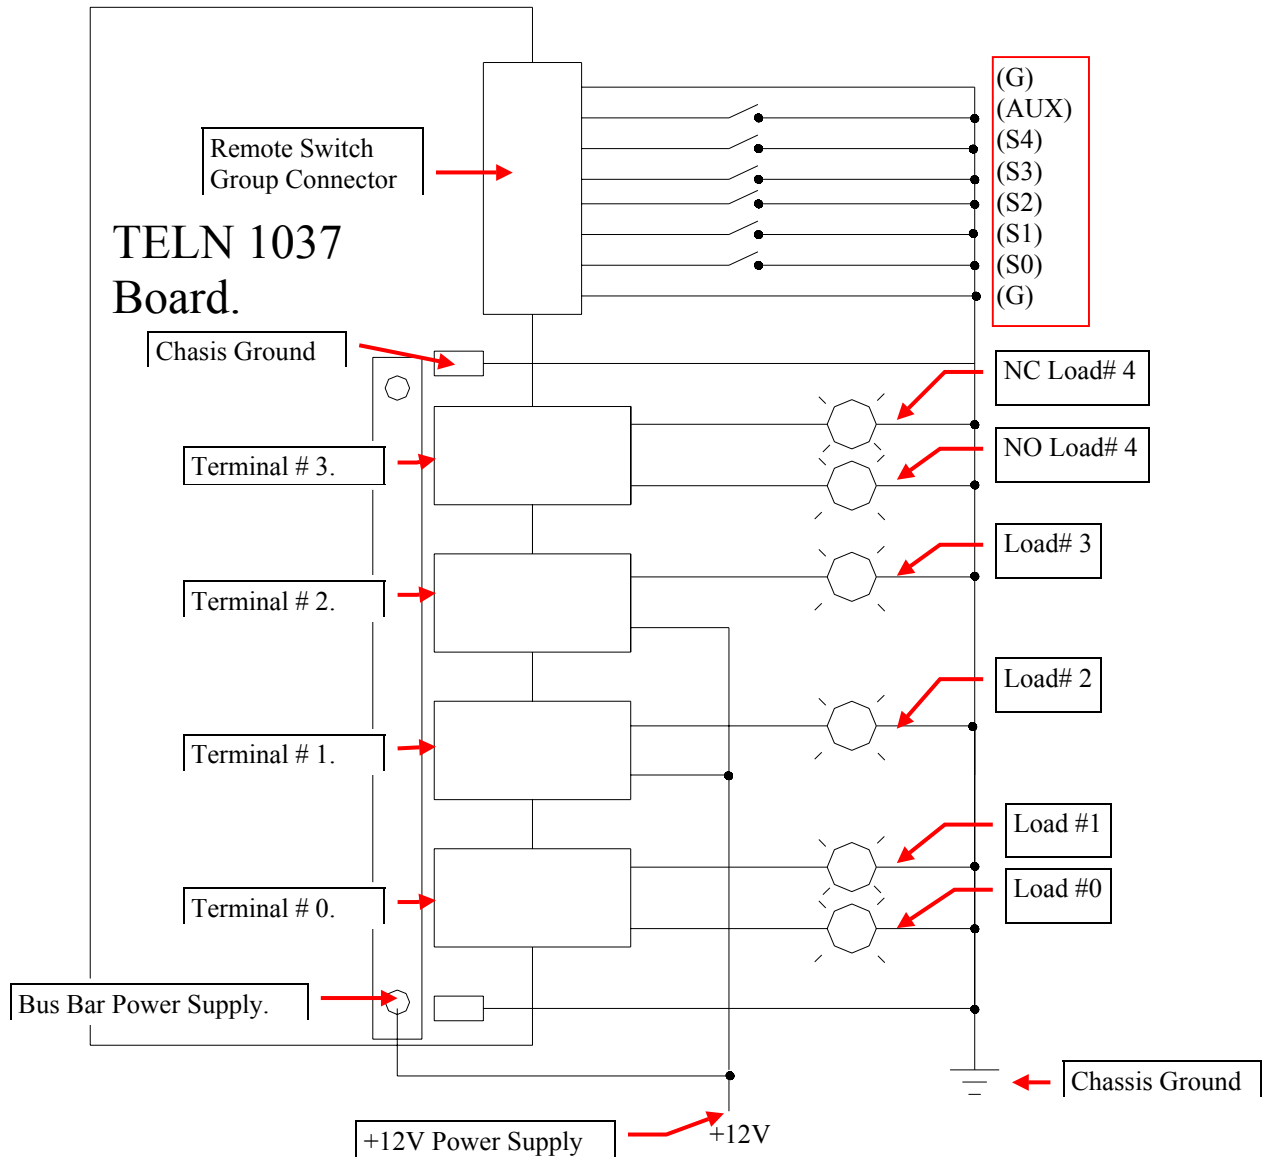 (G)
(AUX)
(S4)
(S3)
(S2)
(S1)
(S0)
(G)
Remote Switch
Group Connector
TELN 1037
Board.
Chasis Ground
NC Load# 4
NO Load# 4
Terminal # 3.
Load# 3
Terminal # 2.
Load# 2
Terminal # 1.
Load #1
Load #0
Terminal # 0.
Bus Bar Power Supply.
Chassis Ground
+12V Power Supply
+12V